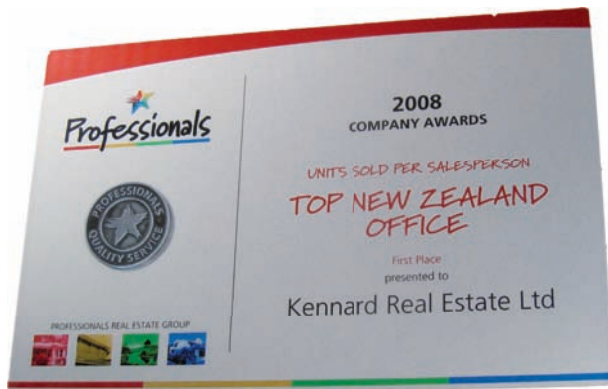 Professionals
PROFESSIONALS
QUALITY SERVICE
PROFESSIONALS REAL ESTATE GROUP
2008
COMPANY AWARDS
UNITS SOLD PER SALESPERSON
TOP NEW ZEALAND
OFFICE
First Place
presented to
Kennard Real Estate Ltd